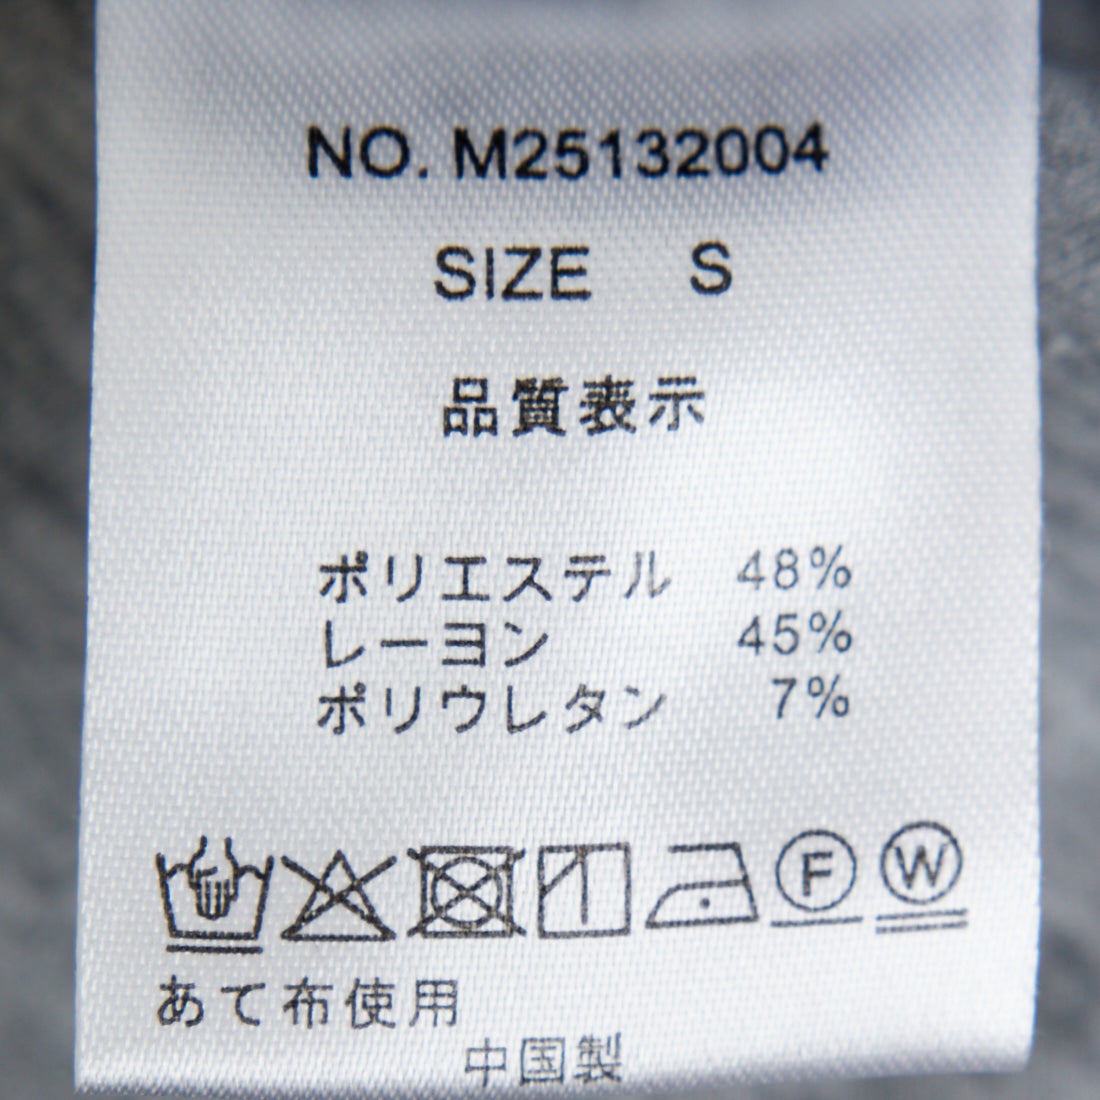 NO. M25132004
SIZE S
品質表示
ポリエステル 48%
レーヨン 45%
ポリウレタン 7%
F W
あて布使用
中国製